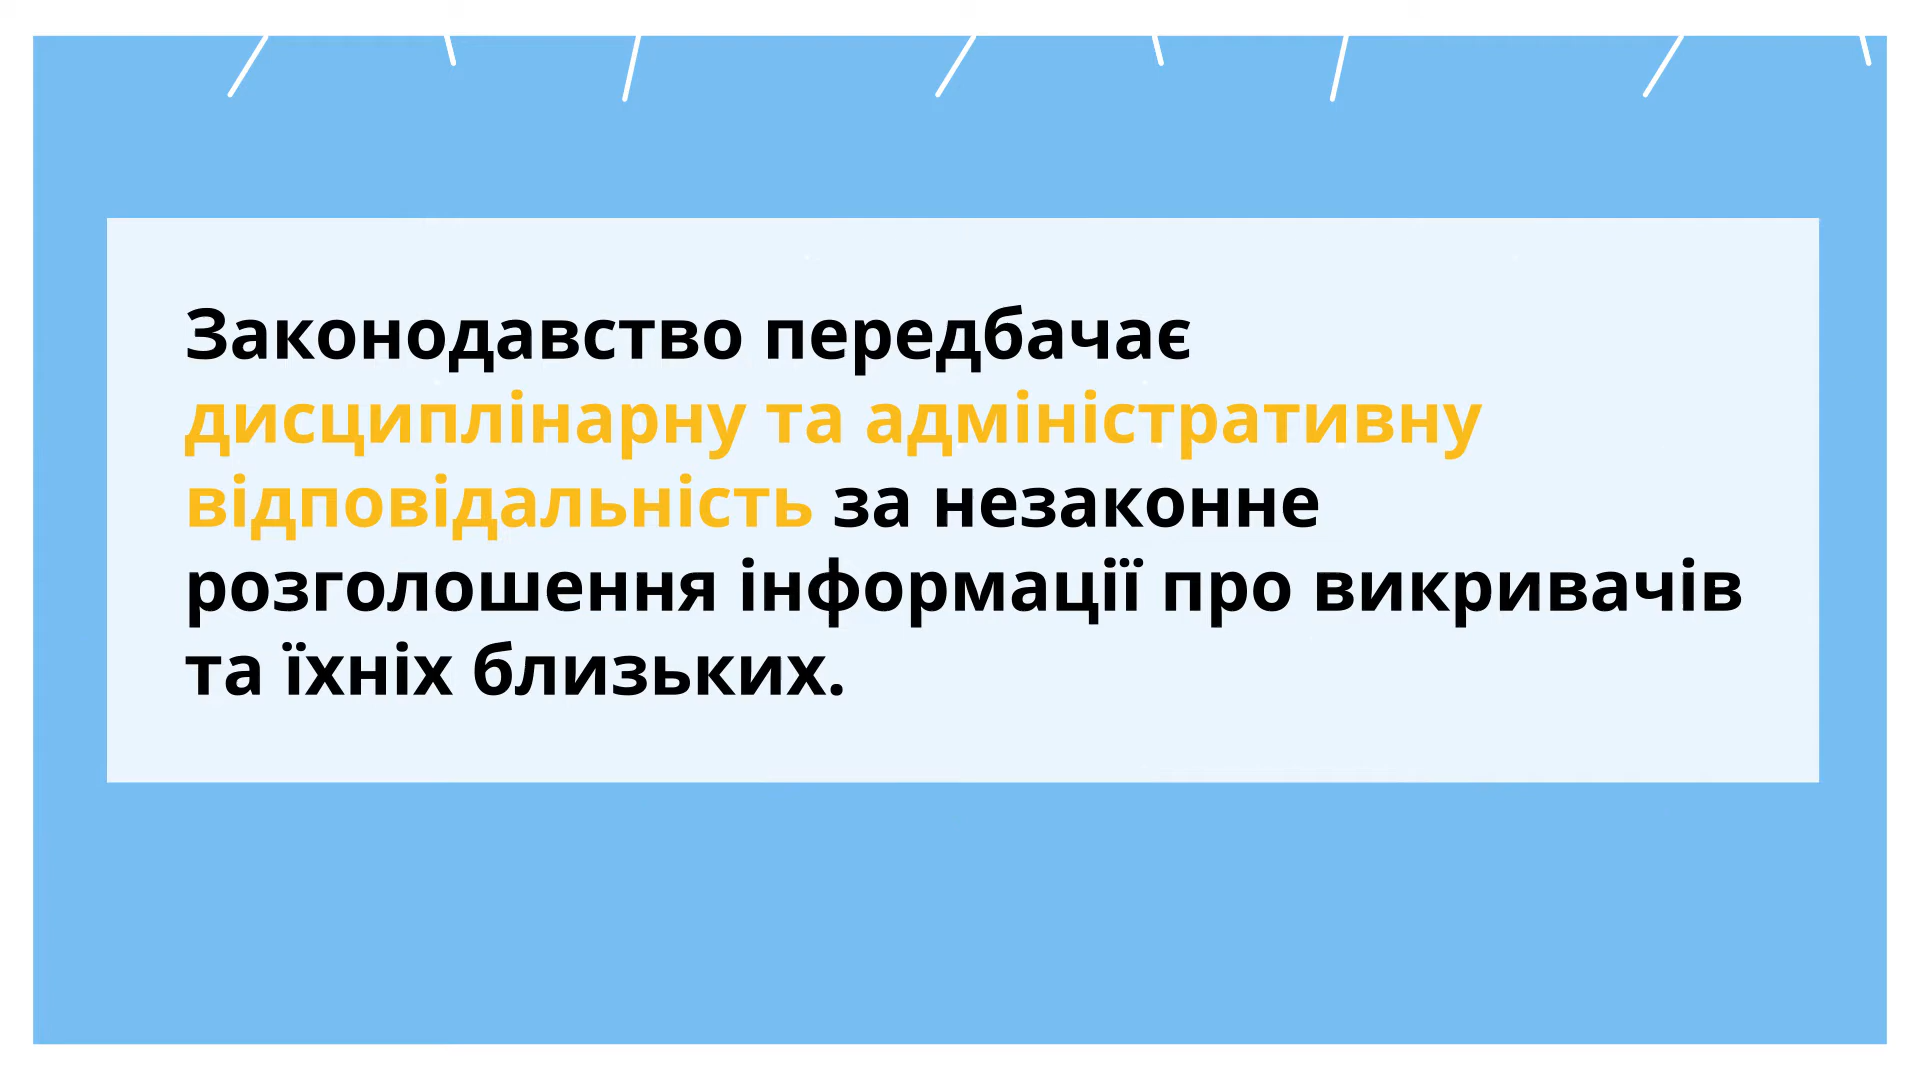 Законодавство передбачає
дисциплінарну та адміністративну
відповідальність за незаконне
розголошення інформації про викривачів
та їхніх близьких.